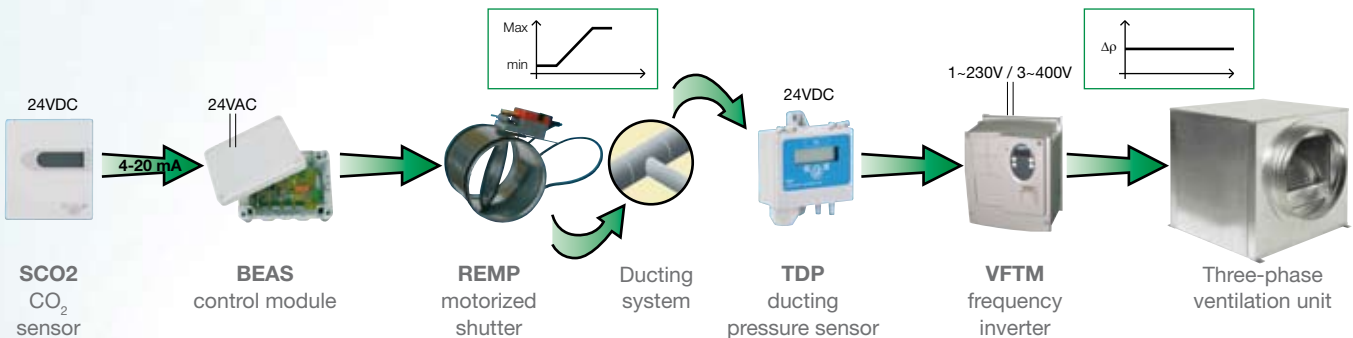 Max
min
Δρ
1~230V / 3~400V
24VDC
24VAC
24VDC
4-20 mA
SCO2
CO2
sensor
BEAS
control module
REMP
motorized
shutter
Ducting
system
TDP
ducting
pressure sensor
VFTM
frequency
inverter
Three-phase
ventilation unit